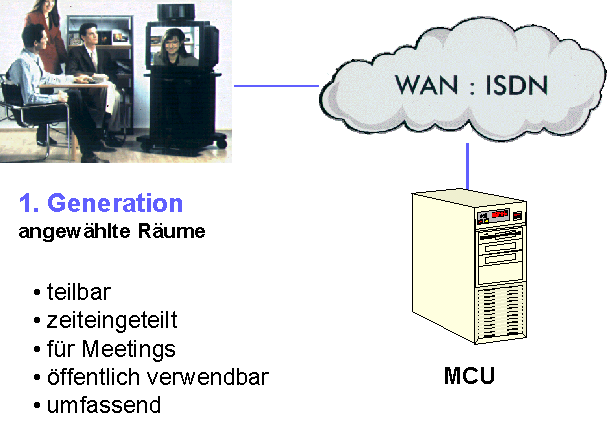 WAN : ISDN
1. Generation
angewählte Räume
• teilbar
• zeiteingeteilt
• für Meetings
• öffentlich verwendbar
• umfassend
MCU